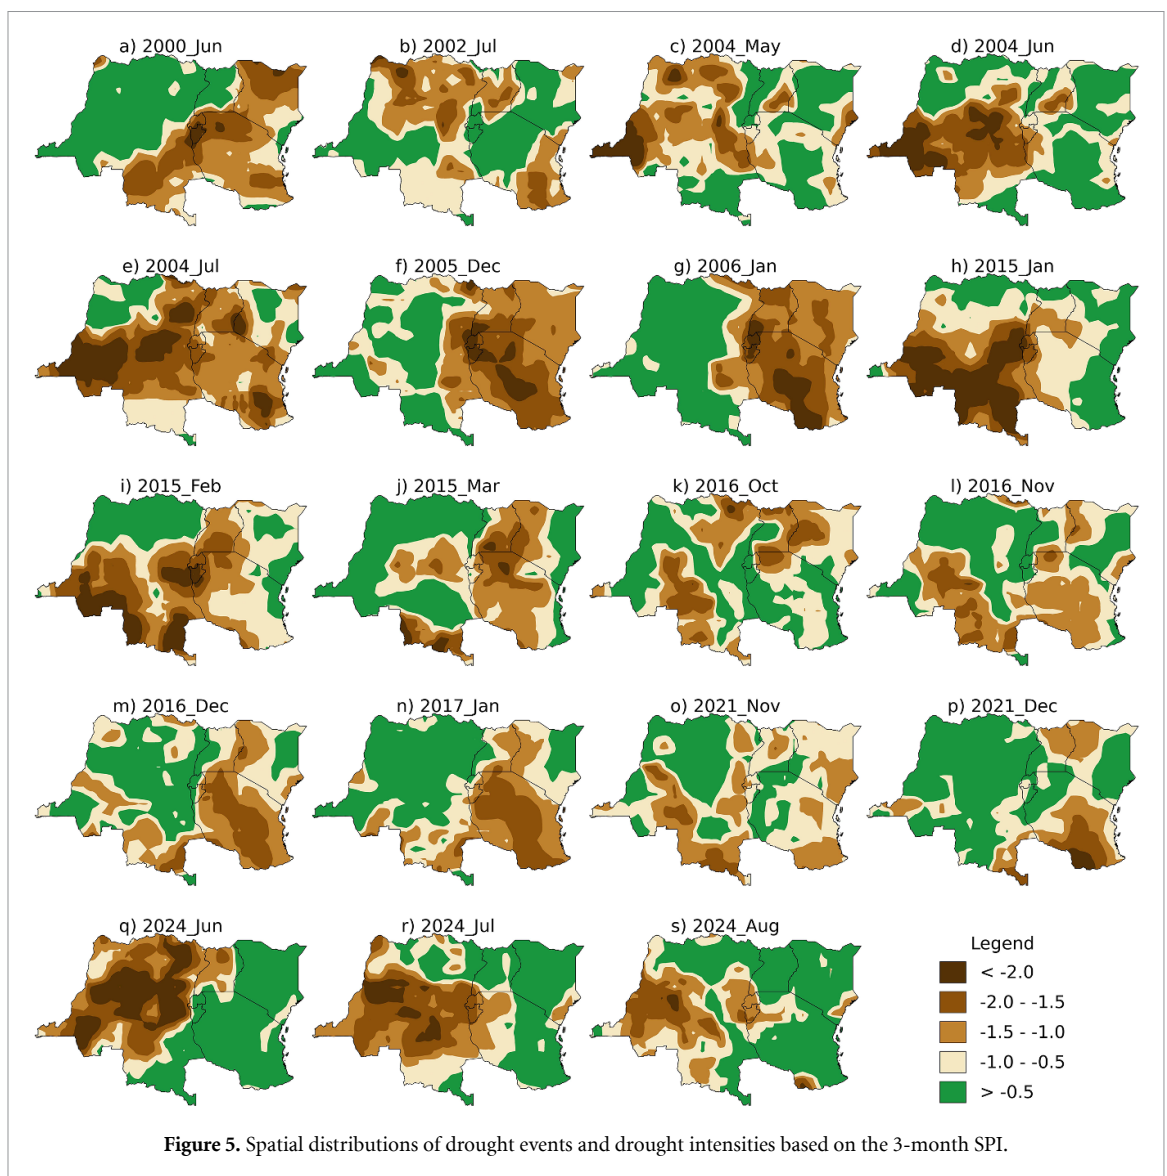 a) 2000_Jun
b) 2002_Jul
c) 2004_May
d) 2004_Jun
e) 2004_Jul
f) 2005_Dec
g) 2006_Jan
h) 2015_Jan
i) 2015_Feb
j) 2015_Mar
k) 2016_Oct
l) 2016_Nov
m) 2016_Dec
n) 2017_Jan
o) 2021_Nov
p) 2021_Dec
q) 2024_Jun
r) 2024_Jul
s) 2024_Aug
Legend
< -2.0
-2.0 - -1.5
-1.5 - -1.0
-1.0 - -0.5
> -0.5
Figure 5. Spatial distributions of drought events and drought intensities based on the 3-month SPI.